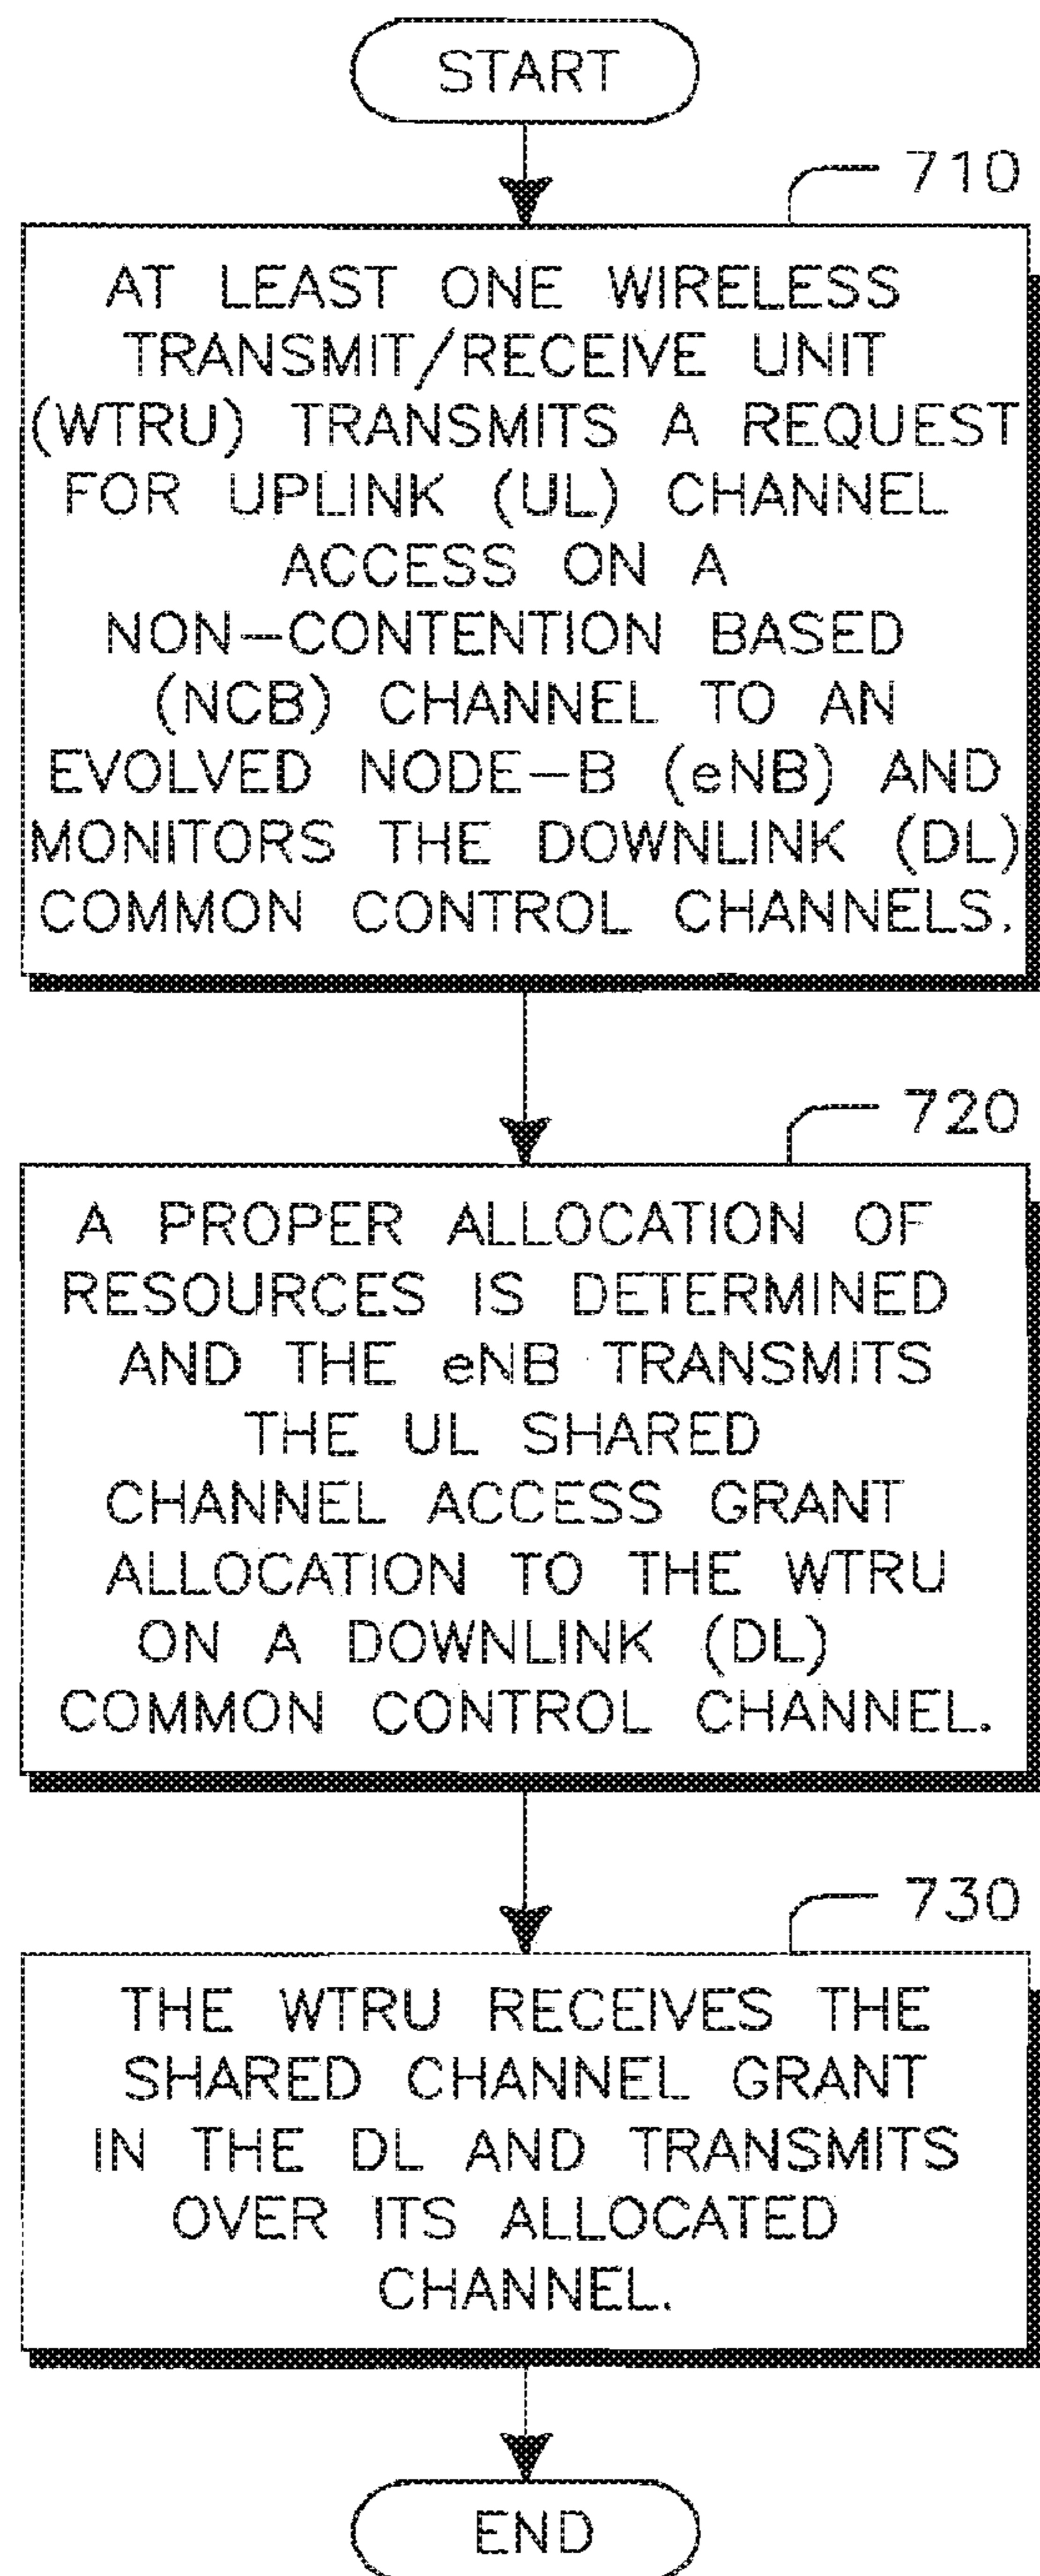 START
710
AT LEAST ONE WIRELESS
TRANSMIT/RECEIVE UNIT
(WTRU) TRANSMITS A REQUEST
FOR UPLINK (UL) CHANNEL
ACCESS ON A
NON-CONTENTION BASED
(NCB) CHANNEL TO AN
EVOLVED NODE-B (eNB) AND
MONITORS THE DOWNLINK (DL)
COMMON CONTROL CHANNELS.
720
A PROPER ALLOCATION OF
RESOURCES IS DETERMINED
AND THE eNB TRANSMITS
THE UL SHARED
CHANNEL ACCESS GRANT
ALLOCATION TO THE WTRU
ON A DOWNLINK (DL)
COMMON CONTROL CHANNEL.
730
THE WTRU RECEIVES THE
SHARED CHANNEL GRANT
IN THE DL AND TRANSMITS
OVER ITS ALLOCATED
CHANNEL.
END